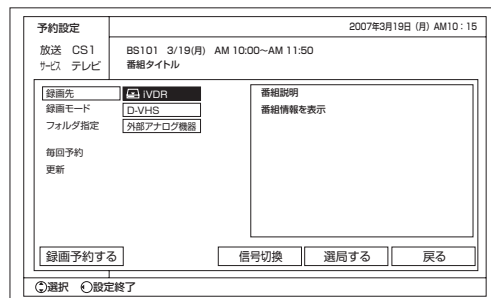 予約設定
2007年3月19日 (月) AM10：15
放送 CS1 BS101 3/19(月) AM 10:00~AM 11:50
サービス テレビ 番組タイトル
録画先 iVDR
録画モード D-VHS
フォルダ指定 外部アナログ機器
毎回予約
更新
番組説明
番組情報を表示
録画予約する 信号切換 選局する 戻る
選択 設定終了